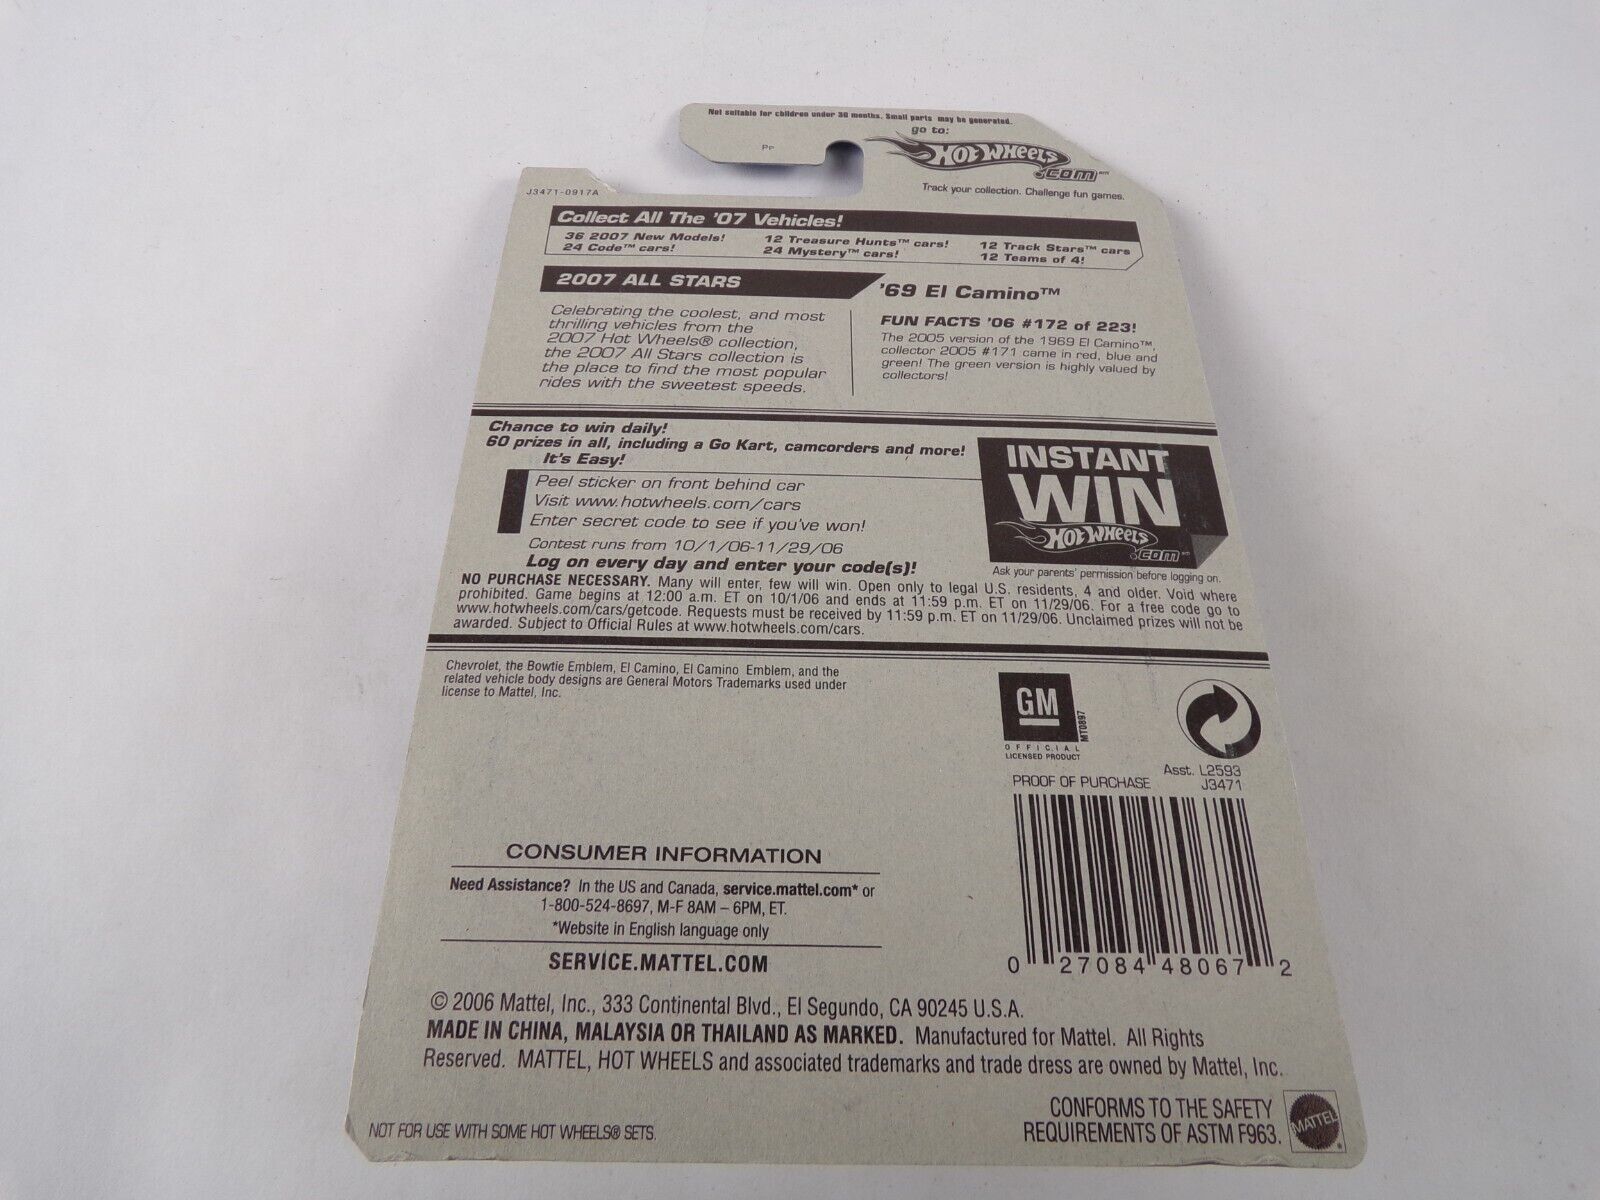 Not suitable for children under 36 months. Small parts may be generated.
go to:
PP
HOT WHEELS
.com
Track your collection. Challenge fun games.
J3471-0917A
Collect All The '07 Vehicles!
36 2007 New Models! 12 Treasure Hunts™ cars! 12 Track Stars™ cars
24 Code™ cars! 24 Mystery™ cars! 12 Teams of 4!
2007 ALL STARS
Celebrating the coolest, and most
thrilling vehicles from the
2007 Hot Wheels® collection,
the 2007 All Stars collection is
the place to find the most popular
rides with the sweetest speeds.
'69 El Camino™
FUN FACTS '06 #172 of 223!
The 2005 version of the 1969 El Camino™,
collector 2005 #171 came in red, blue and
green! The green version is highly valued by
collectors!
Chance to win daily!
60 prizes in all, including a Go Kart, camcorders and more!
It's Easy!
Peel sticker on front behind car
Visit www.hotwheels.com/cars
Enter secret code to see if you've won!
Contest runs from 10/1/06-11/29/06
Log on every day and enter your code(s)!
INSTANT
WIN
HOT WHEELS
.com
Ask your parents' permission before logging on.
NO PURCHASE NECESSARY. Many will enter, few will win. Open only to legal U.S. residents, 4 and older. Void where
prohibited. Game begins at 12:00 a.m. ET on 10/1/06 and ends at 11:59 p.m. ET on 11/29/06. For a free code go to
www.hotwheels.com/cars/getcode. Requests must be received by 11:59 p.m. ET on 11/29/06. Unclaimed prizes will not be
awarded. Subject to Official Rules at www.hotwheels.com/cars.
Chevrolet, the Bowtie Emblem, El Camino, El Camino Emblem, and the
related vehicle body designs are General Motors Trademarks used under
license to Mattel, Inc.
GM
MT0897
OFFICIAL
LICENSED PRODUCT
Asst. L2593
PROOF OF PURCHASE J3471
0 27084 48067 2
CONSUMER INFORMATION
Need Assistance? In the US and Canada, service.mattel.com* or
1-800-524-8697, M-F 8AM – 6PM, ET.
*Website in English language only
SERVICE.MATTEL.COM
© 2006 Mattel, Inc., 333 Continental Blvd., El Segundo, CA 90245 U.S.A.
MADE IN CHINA, MALAYSIA OR THAILAND AS MARKED. Manufactured for Mattel. All Rights
Reserved. MATTEL, HOT WHEELS and associated trademarks and trade dress are owned by Mattel, Inc.
NOT FOR USE WITH SOME HOT WHEELS® SETS.
CONFORMS TO THE SAFETY
REQUIREMENTS OF ASTM F963.
MATTEL